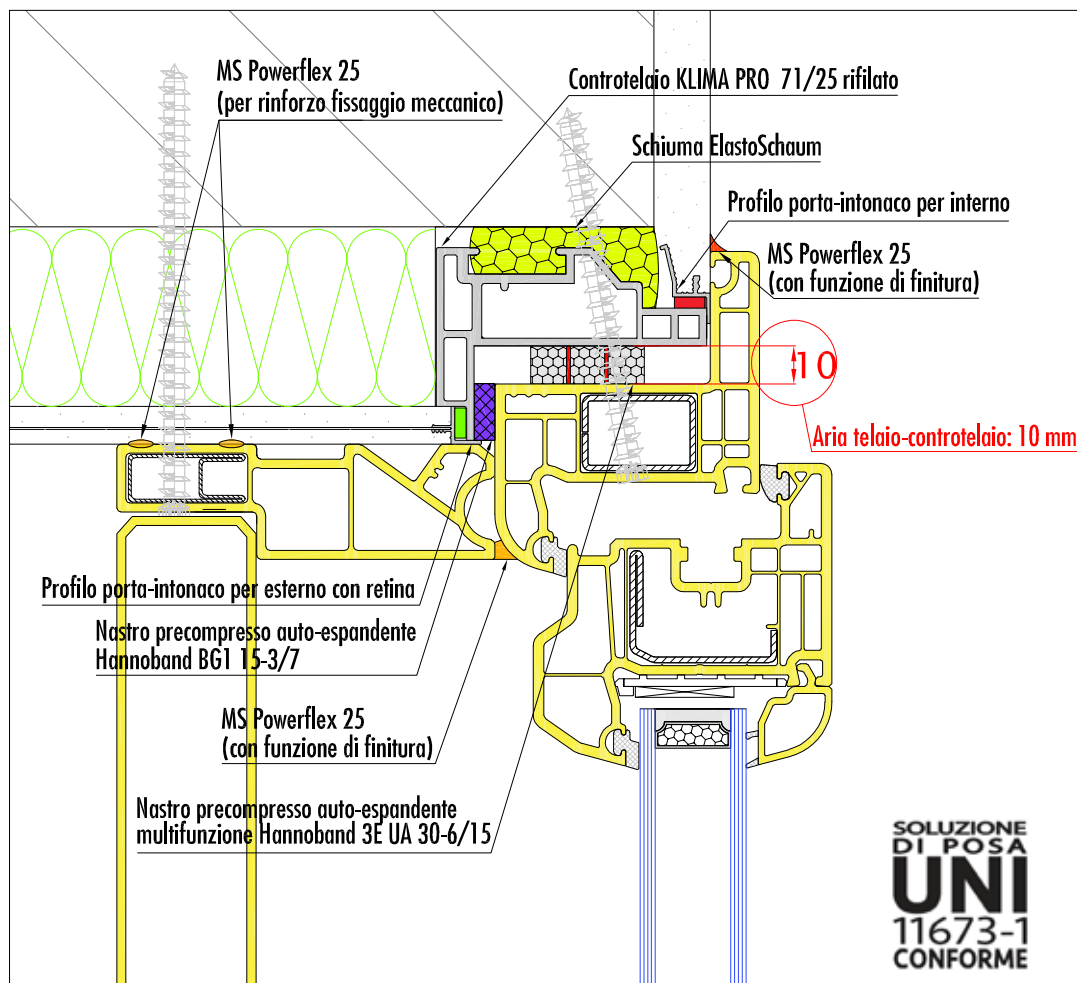 MS Powerflex 25
(per rinforzo fissaggio meccanico)
Controtelaio KLIMA PRO 71/25 rifilato
Schiuma ElastoSchaum
Profilo porta-intonaco per interno
MS Powerflex 25
(con funzione di finitura)
10
Aria telaio-controtelaio: 10 mm
Profilo porta-intonaco per esterno con retina
Nastro precompresso auto-espandente
Hannoband BG1 15-3/7
MS Powerflex 25
(con funzione di finitura)
Nastro precompresso auto-espandente
multifunzione Hannoband 3E UA 30-6/15
SOLUZIONE
DI POSA
UNI
11673-1
CONFORME